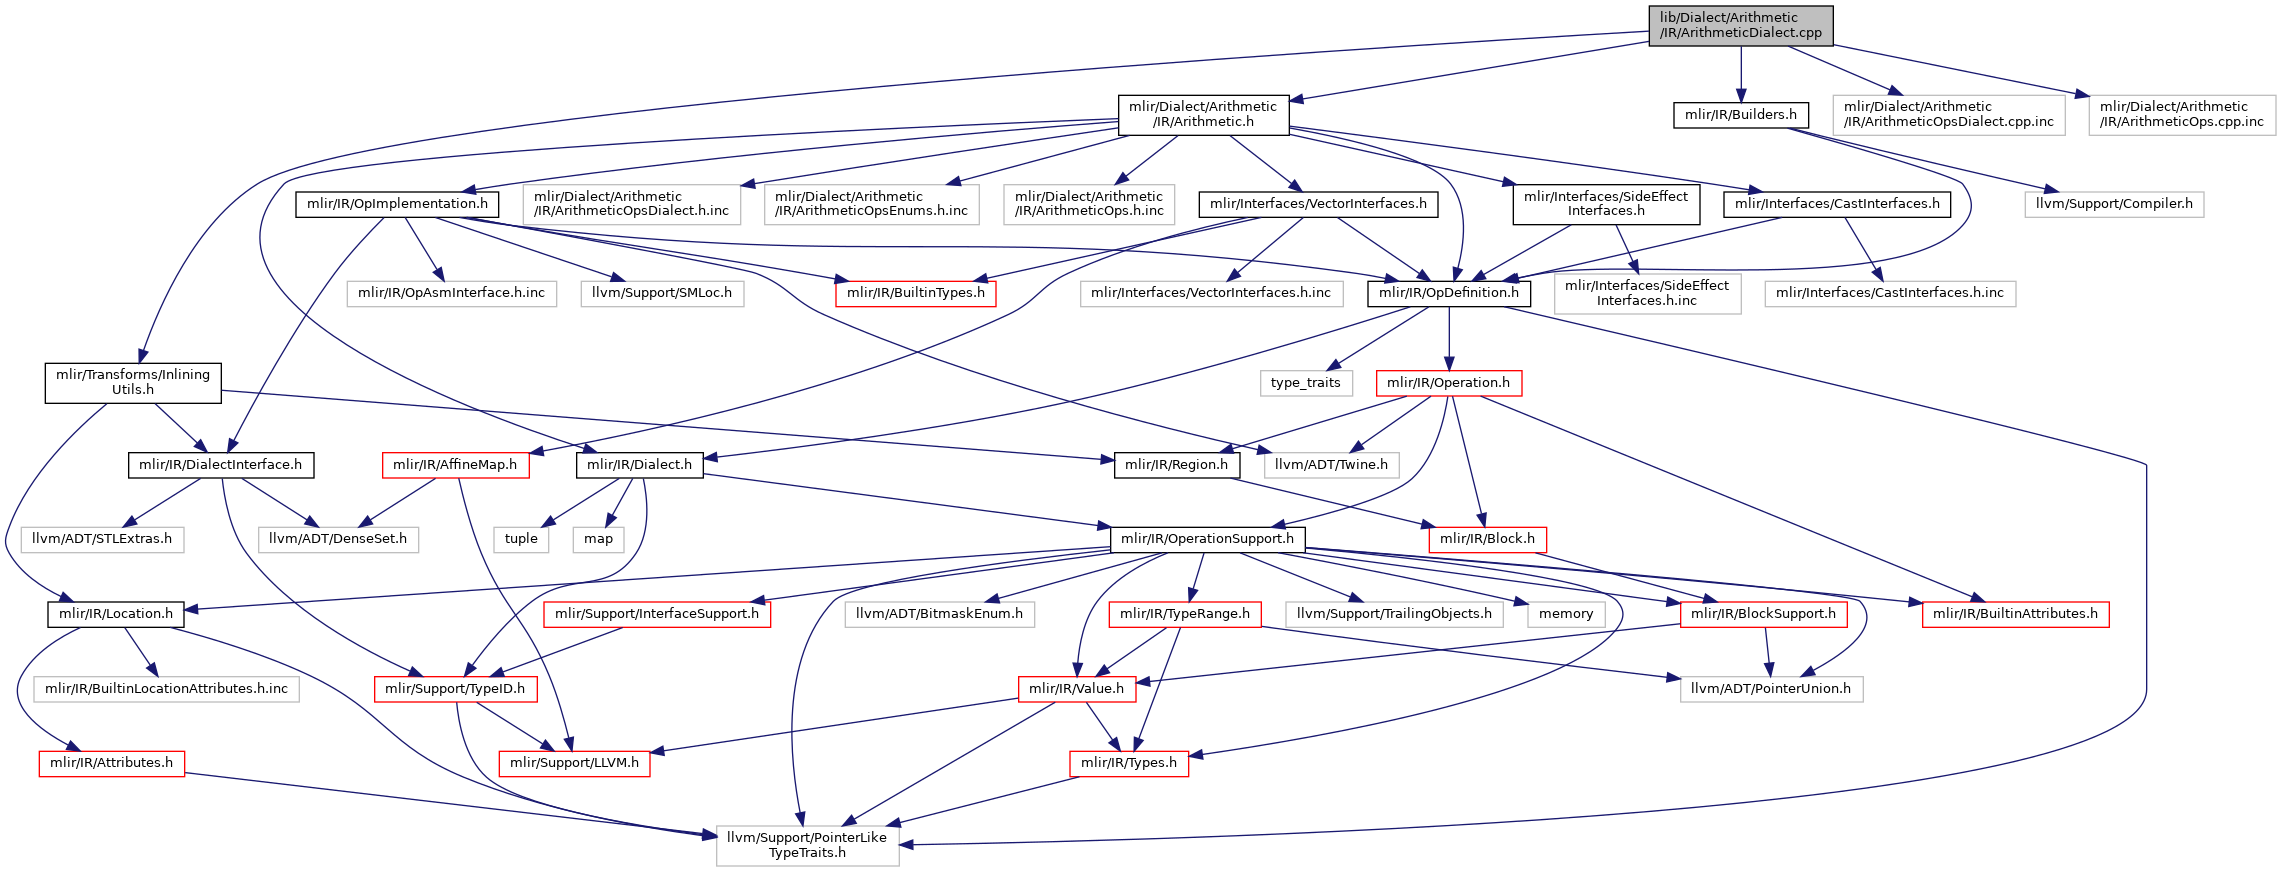 lib/Dialect/Arithmetic
/IR/ArithmeticDialect.cpp
mlir/Dialect/Arithmetic
/IR/Arithmetic.h
mlir/IR/Builders.h
mlir/Dialect/Arithmetic
/IR/ArithmeticOpsDialect.cpp.inc
mlir/Dialect/Arithmetic
/IR/ArithmeticOps.cpp.inc
mlir/IR/OpImplementation.h
mlir/Dialect/Arithmetic
/IR/ArithmeticOpsDialect.h.inc
mlir/Dialect/Arithmetic
/IR/ArithmeticOpsEnums.h.inc
mlir/Dialect/Arithmetic
/IR/ArithmeticOps.h.inc
mlir/Interfaces/VectorInterfaces.h
mlir/Interfaces/SideEffect
Interfaces.h
mlir/Interfaces/CastInterfaces.h
llvm/Support/Compiler.h
mlir/IR/OpAsmInterface.h.inc
llvm/Support/SMLoc.h
mlir/IR/BuiltinTypes.h
mlir/Interfaces/VectorInterfaces.h.inc
mlir/IR/OpDefinition.h
mlir/Interfaces/SideEffect
Interfaces.h.inc
mlir/Interfaces/CastInterfaces.h.inc
mlir/Transforms/Inlining
Utils.h
type_traits
mlir/IR/Operation.h
mlir/IR/DialectInterface.h
mlir/IR/AffineMap.h
mlir/IR/Dialect.h
mlir/IR/Region.h
llvm/ADT/Twine.h
llvm/ADT/STLExtras.h
llvm/ADT/DenseSet.h
tuple
map
mlir/IR/OperationSupport.h
mlir/IR/Block.h
mlir/IR/Location.h
mlir/Support/InterfaceSupport.h
llvm/ADT/BitmaskEnum.h
mlir/IR/TypeRange.h
llvm/Support/TrailingObjects.h
memory
mlir/IR/BlockSupport.h
mlir/IR/BuiltinAttributes.h
mlir/IR/BuiltinLocationAttributes.h.inc
mlir/Support/TypeID.h
mlir/IR/Value.h
llvm/ADT/PointerUnion.h
mlir/IR/Attributes.h
mlir/Support/LLVM.h
mlir/IR/Types.h
llvm/Support/PointerLike
TypeTraits.h